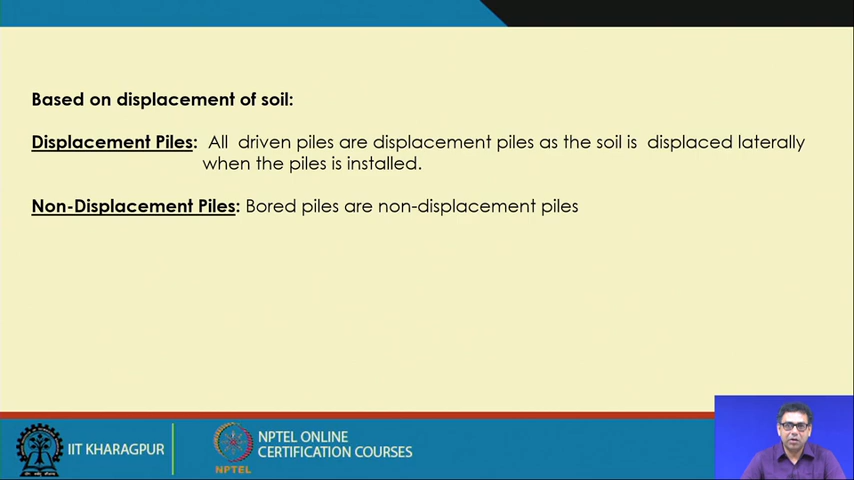 Based on displacement of soil:
Displacement Piles: All driven piles are displacement piles as the soil is displaced laterally
when the piles is installed.
Non-Displacement Piles: Bored piles are non-displacement piles
IIT KHARAGPUR
NPTEL
NPTEL ONLINE
CERTIFICATION COURSES